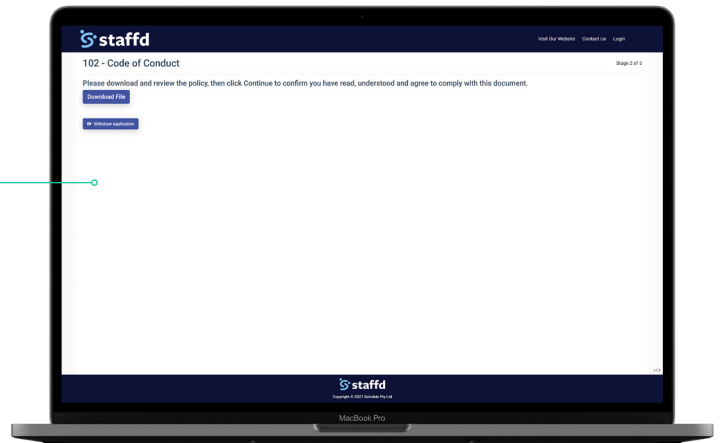 staffd
Visit Our Website Contact Us Login
102 - Code of Conduct
Stage 2 of 3
Please download and review the policy, then click Continue to confirm you have read, understood and agree to comply with this document.
Download File
Withdraw Application
staffd
Copyright © 2021 Solvable Pty Ltd
MacBook Pro